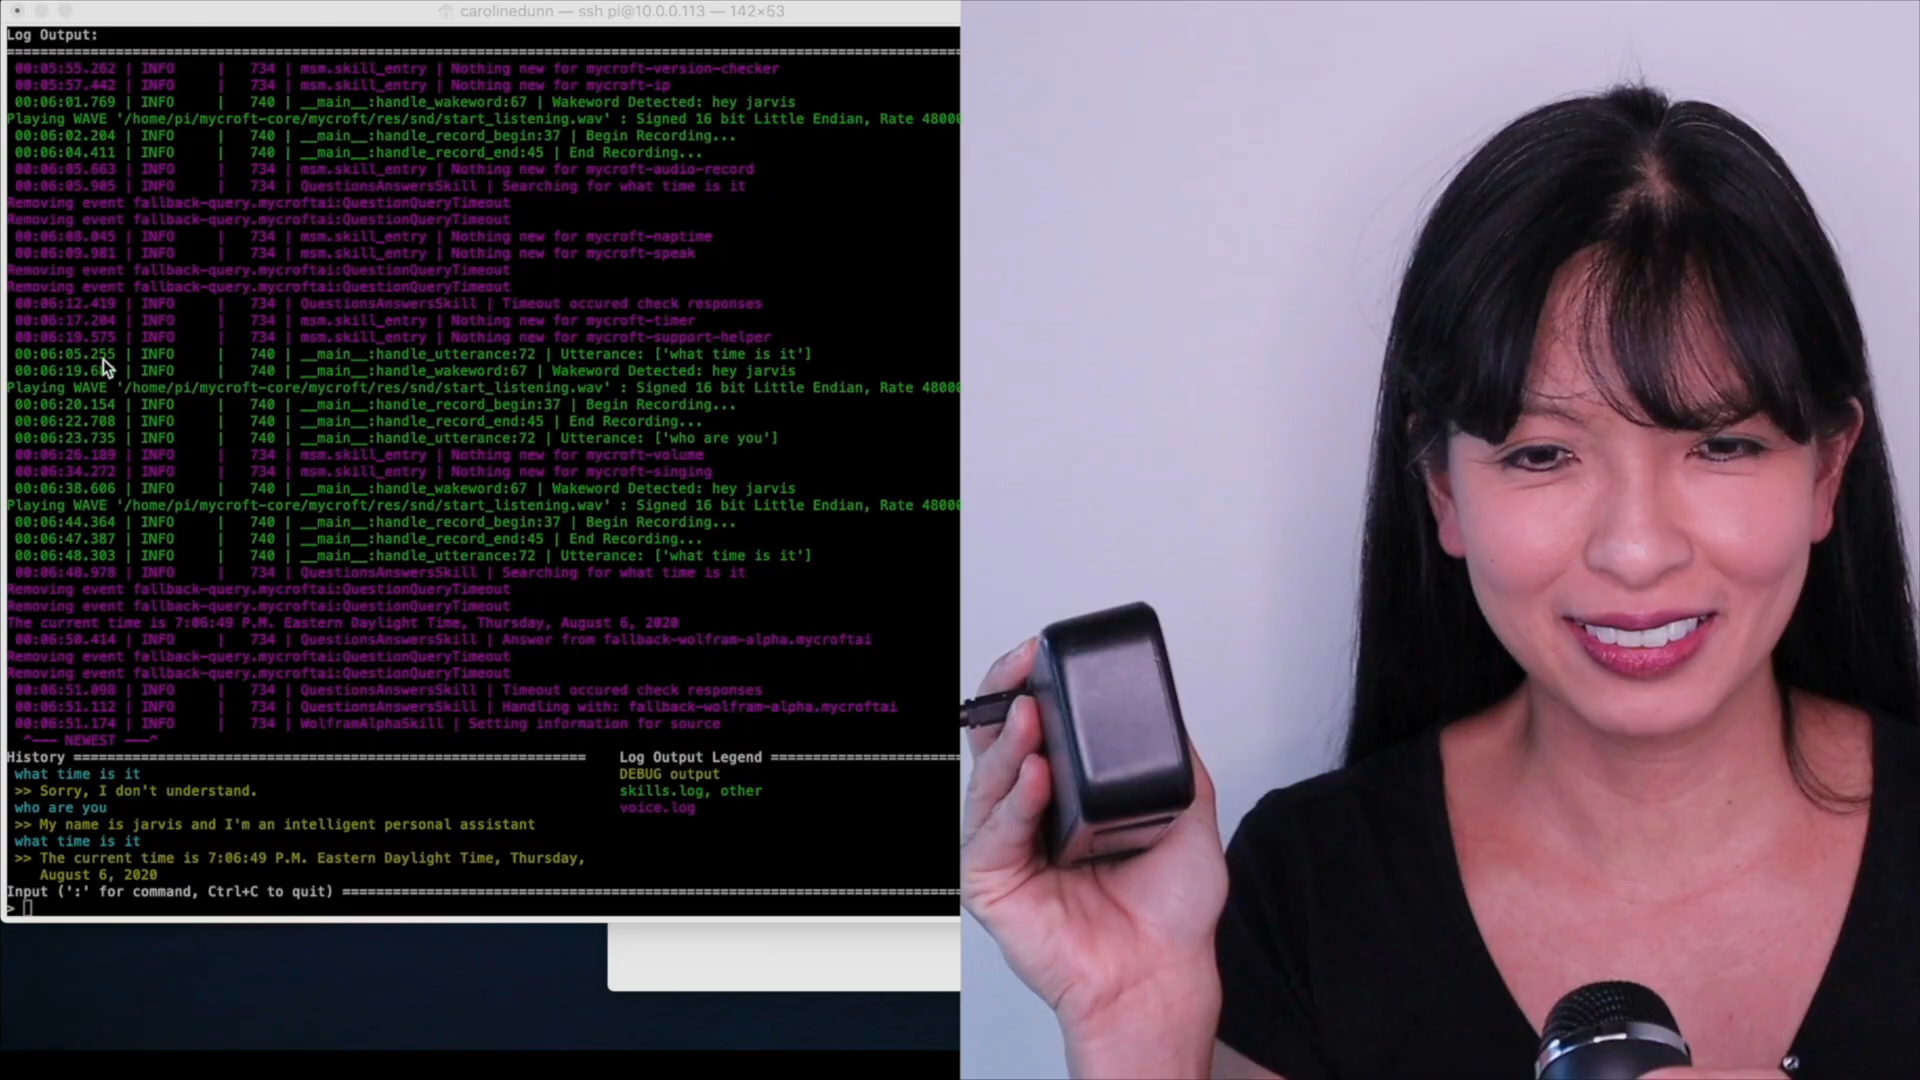 carolinedunn — ssh pi@10.0.0.113 — 142×53
Log Output:
00:05:55.262 | INFO | 734 | msm.skill_entry | Nothing new for mycroft-version-checker
00:05:57.442 | INFO | 734 | msm.skill_entry | Nothing new for mycroft-ip
00:06:01.769 | INFO | 740 | __main__:handle_wakeword:67 | Wakeword Detected: hey jarvis
Playing WAVE '/home/pi/mycroft-core/mycroft/res/snd/start_listening.wav' : Signed 16 bit Little Endian, Rate 48000
00:06:02.204 | INFO | 740 | __main__:handle_record_begin:37 | Begin Recording...
00:06:04.411 | INFO | 740 | __main__:handle_record_end:45 | End Recording...
00:06:05.663 | INFO | 734 | msm.skill_entry | Nothing new for mycroft-audio-record
00:06:05.905 | INFO | 734 | QuestionsAnswersSkill | Searching for what time is it
Removing event fallback-query.mycroftai:QuestionQueryTimeout
Removing event fallback-query.mycroftai:QuestionQueryTimeout
00:06:08.045 | INFO | 734 | msm.skill_entry | Nothing new for mycroft-naptime
00:06:09.981 | INFO | 734 | msm.skill_entry | Nothing new for mycroft-speak
Removing event fallback-query.mycroftai:QuestionQueryTimeout
Removing event fallback-query.mycroftai:QuestionQueryTimeout
00:06:12.419 | INFO | 734 | QuestionsAnswersSkill | Timeout occured check responses
00:06:17.204 | INFO | 734 | msm.skill_entry | Nothing new for mycroft-timer
00:06:19.575 | INFO | 734 | msm.skill_entry | Nothing new for mycroft-support-helper
00:06:05.255 | INFO | 740 | __main__:handle_utterance:72 | Utterance: ['what time is it']
| INFO | 740 | __main__:handle_wakeword:67 | Wakeword Detected: hey jarvis
Playing WAVE '/home/pi/mycroft-core/mycroft/res/snd/start_listening.wav' : Signed 16 bit Little Endian, Rate 48000
00:06:20.154 | INFO | 740 | __main__:handle_record_begin:37 | Begin Recording...
00:06:22.708 | INFO | 740 | __main__:handle_record_end:45 | End Recording...
00:06:23.735 | INFO | 740 | __main__:handle_utterance:72 | Utterance: ['who are you']
00:06:26.189 | INFO | 734 | msm.skill_entry | Nothing new for mycroft-volume
00:06:34.272 | INFO | 734 | msm.skill_entry | Nothing new for mycroft-singing
00:06:38.606 | INFO | 740 | __main__:handle_wakeword:67 | Wakeword Detected: hey jarvis
Playing WAVE '/home/pi/mycroft-core/mycroft/res/snd/start_listening.wav' : Signed 16 bit Little Endian, Rate 48000
00:06:44.364 | INFO | 740 | __main__:handle_record_begin:37 | Begin Recording...
00:06:47.387 | INFO | 740 | __main__:handle_record_end:45 | End Recording...
00:06:48.303 | INFO | 740 | __main__:handle_utterance:72 | Utterance: ['what time is it']
00:06:48.978 | INFO | 734 | QuestionsAnswersSkill | Searching for what time is it
Removing event fallback-query.mycroftai:QuestionQueryTimeout
Removing event fallback-query.mycroftai:QuestionQueryTimeout
The current time is 7:06:49 P.M. Eastern Daylight Time, Thursday, August 6, 2020
00:06:50.414 | INFO | 734 | QuestionsAnswersSkill | Answer from fallback-wolfram-alpha.mycroftai
Removing event fallback-query.mycroftai:QuestionQueryTimeout
Removing event fallback-query.mycroftai:QuestionQueryTimeout
00:06:51.098 | INFO | 734 | QuestionsAnswersSkill | Timeout occured check responses
00:06:51.112 | INFO | 734 | QuestionsAnswersSkill | Handling with: fallback-wolfram-alpha.mycroftai
00:06:51.174 | INFO | 734 | WolframAlphaSkill | Setting information for source
^--- NEWEST ---^
History ==================== Log Output Legend ====================
what time is it DEBUG output
>> Sorry, I don't understand. skills.log, other
who are you voice.log
>> My name is jarvis and I'm an intelligent personal assistant
what time is it
>> The current time is 7:06:49 P.M. Eastern Daylight Time, Thursday,
August 6, 2020
Input (':' for command, Ctrl+C to quit) ====================
>